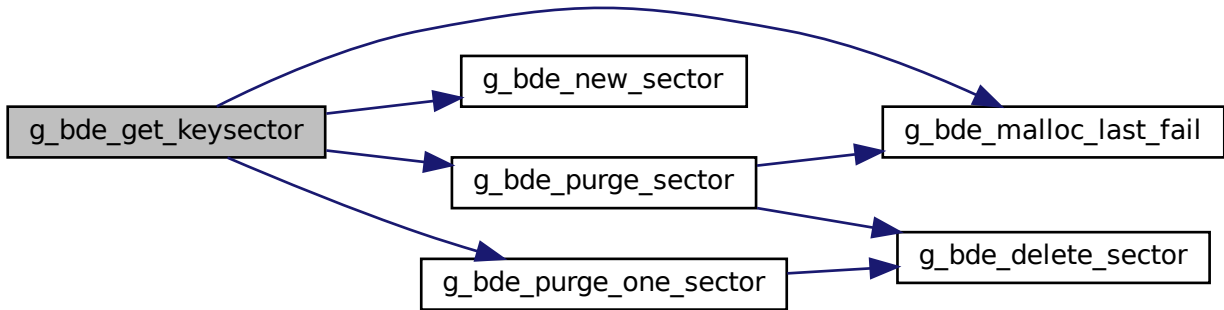 g_bde_get_keysector
g_bde_new_sector
g_bde_purge_sector
g_bde_purge_one_sector
g_bde_malloc_last_fail
g_bde_delete_sector